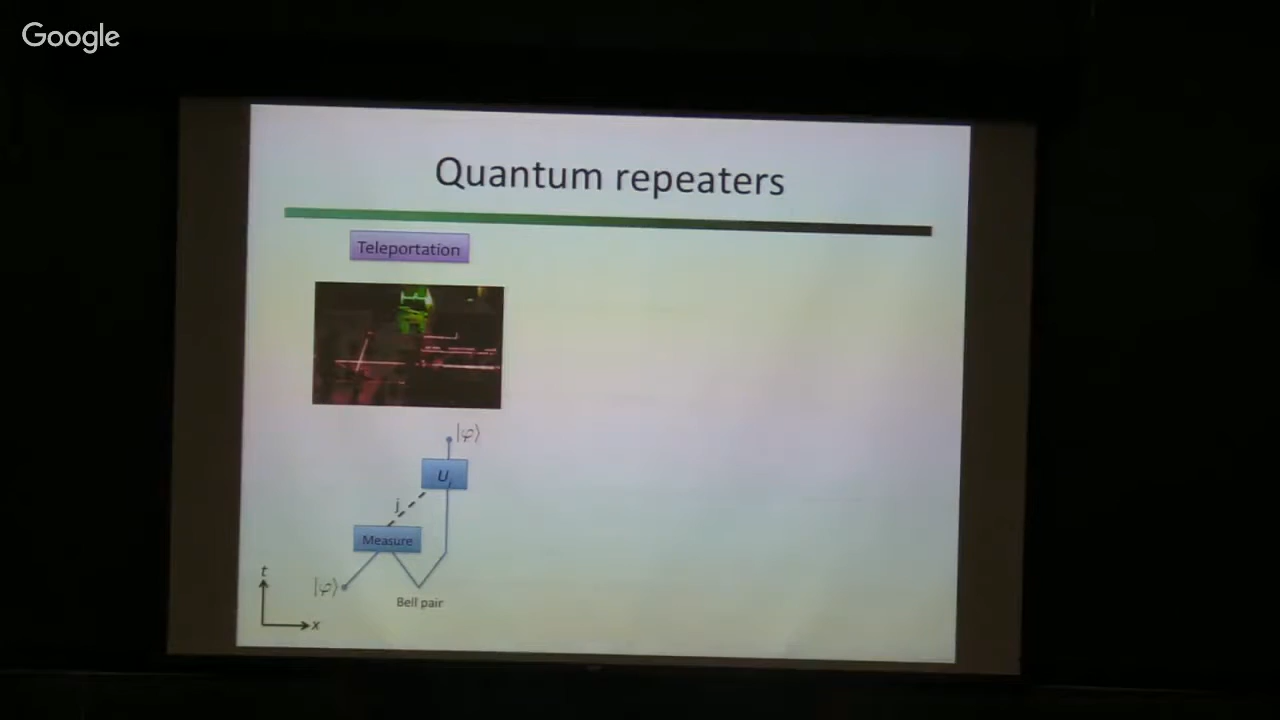 Google
Quantum repeaters
Teleportation
|φ⟩
U
j
Measure
t
|φ⟩
Bell pair
x